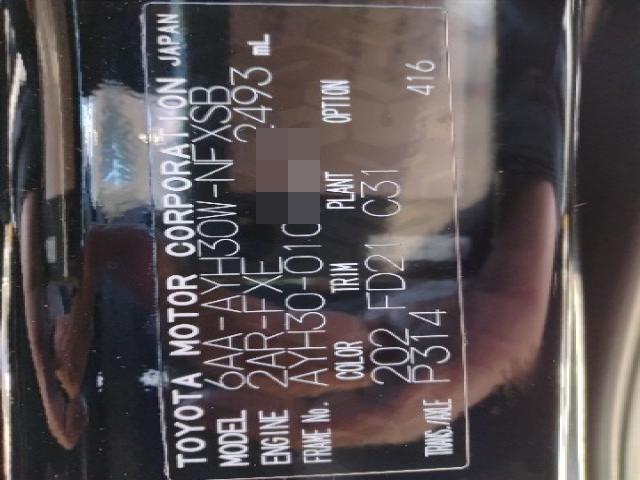 TOYOTA MOTOR CORPORATION JAPAN
MODEL 6AA-AYH30W-NFXSB
ENGINE 2AR-FXE 2493 mL
FRAME No. AYH30-010
COLOR TRIM PLANT OPTION
202 FD21 C31 416
TRANS./AXLE P314